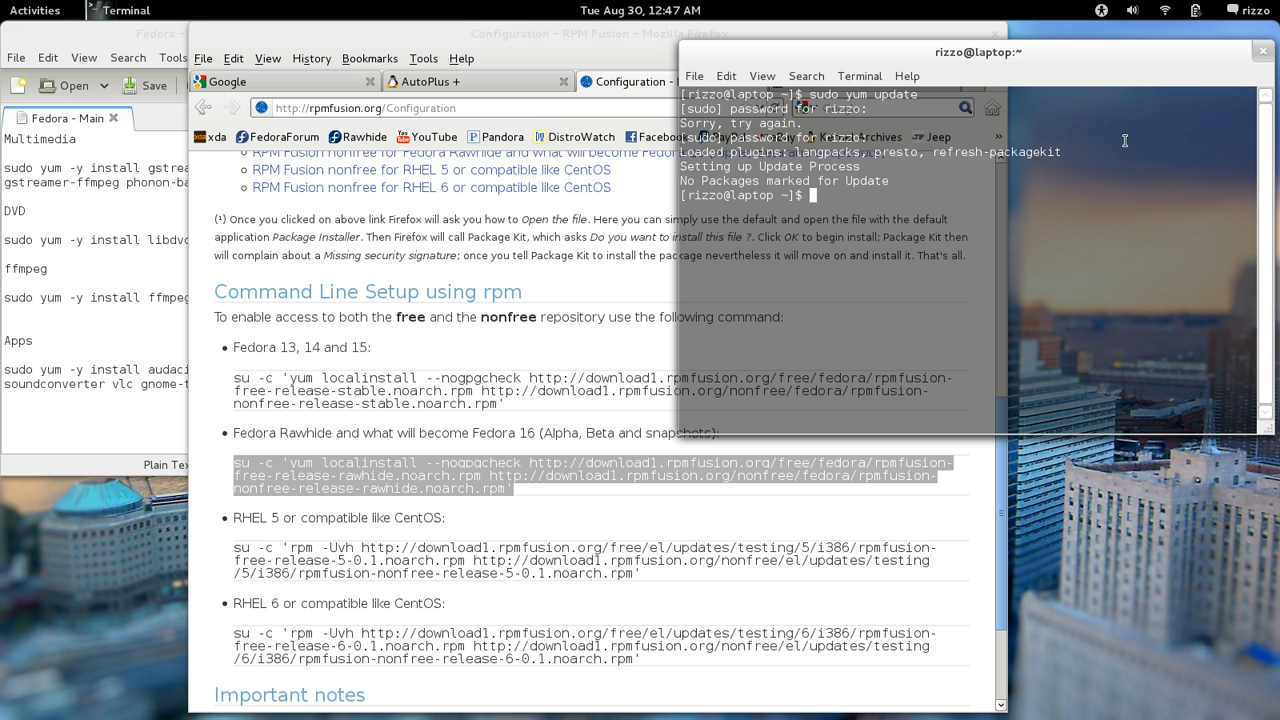 Activities Terminal Tue Aug 30, 12:47 AM rizzo
Fedora ~
File Edit View Search Tools
Open Save
Fedora - Main
Multimedia
sudo yum -y install gstrea
gstreamer-ffmpeg phonon-ba
DVD
sudo yum -y install libdvc
ffmpeg
sudo yum -y install ffmpeg
Apps
sudo yum -y install audac
soundconverter vlc gnome-t
Plain Tex
Configuration ~ RPM Fusion ~ Mozilla Firefox
File Edit View History Bookmarks Tools Help
Google AutoPlus + Configuration -
http://rpmfusion.org/Configuration
xda FedoraForum Rawhide YouTube Pandora DistroWatch Facebook Archives Jeep »
RPM Fusion nonfree for Fedora Rawhide and what will become Fedo
RPM Fusion nonfree for RHEL 5 or compatible like CentOS
RPM Fusion nonfree for RHEL 6 or compatible like CentOS
(¹) Once you clicked on above link Firefox will ask you how to Open the file. Here you can simply use the default and open the file with the default
application Package Installer. Then Firefox will call Package Kit, which asks Do you want to install this file ?. Click OK to begin install; Package Kit then
will complain about a Missing security signature; once you tell Package Kit to install the package nevertheless it will move on and install it. That's all.
Command Line Setup using rpm
To enable access to both the free and the nonfree repository use the following command:
• Fedora 13, 14 and 15:
su -c 'yum localinstall --nogpgcheck http://download1.rpmfusion.org/free/fedora/rpmfusion-
free-release-stable.noarch.rpm http://download1.rpmfusion.org/nonfree/fedora/rpmfusion-
nonfree-release-stable.noarch.rpm'
• Fedora Rawhide and what will become Fedora 16 (Alpha, Beta and snapshots):
su -c 'yum localinstall --nogpgcheck http://download1.rpmfusion.org/free/fedora/rpmfusion-
free-release-rawhide.noarch.rpm http://download1.rpmfusion.org/nonfree/fedora/rpmfusion-
nonfree-release-rawhide.noarch.rpm'
• RHEL 5 or compatible like CentOS:
su -c 'rpm -Uvh http://download1.rpmfusion.org/free/el/updates/testing/5/i386/rpmfusion-
free-release-5-0.1.noarch.rpm http://download1.rpmfusion.org/nonfree/el/updates/testing
/5/i386/rpmfusion-nonfree-release-5-0.1.noarch.rpm'
• RHEL 6 or compatible like CentOS:
su -c 'rpm -Uvh http://download1.rpmfusion.org/free/el/updates/testing/6/i386/rpmfusion-
free-release-6-0.1.noarch.rpm http://download1.rpmfusion.org/nonfree/el/updates/testing
/6/i386/rpmfusion-nonfree-release-6-0.1.noarch.rpm'
Important notes
rizzo@laptop:~
File Edit View Search Terminal Help
[rizzo@laptop ~]$ sudo yum update
[sudo] password for rizzo:
Sorry, try again.
[sudo] password for rizzo:
Loaded plugins: langpacks, presto, refresh-packagekit
Setting up Update Process
No Packages marked for Update
[rizzo@laptop ~]$